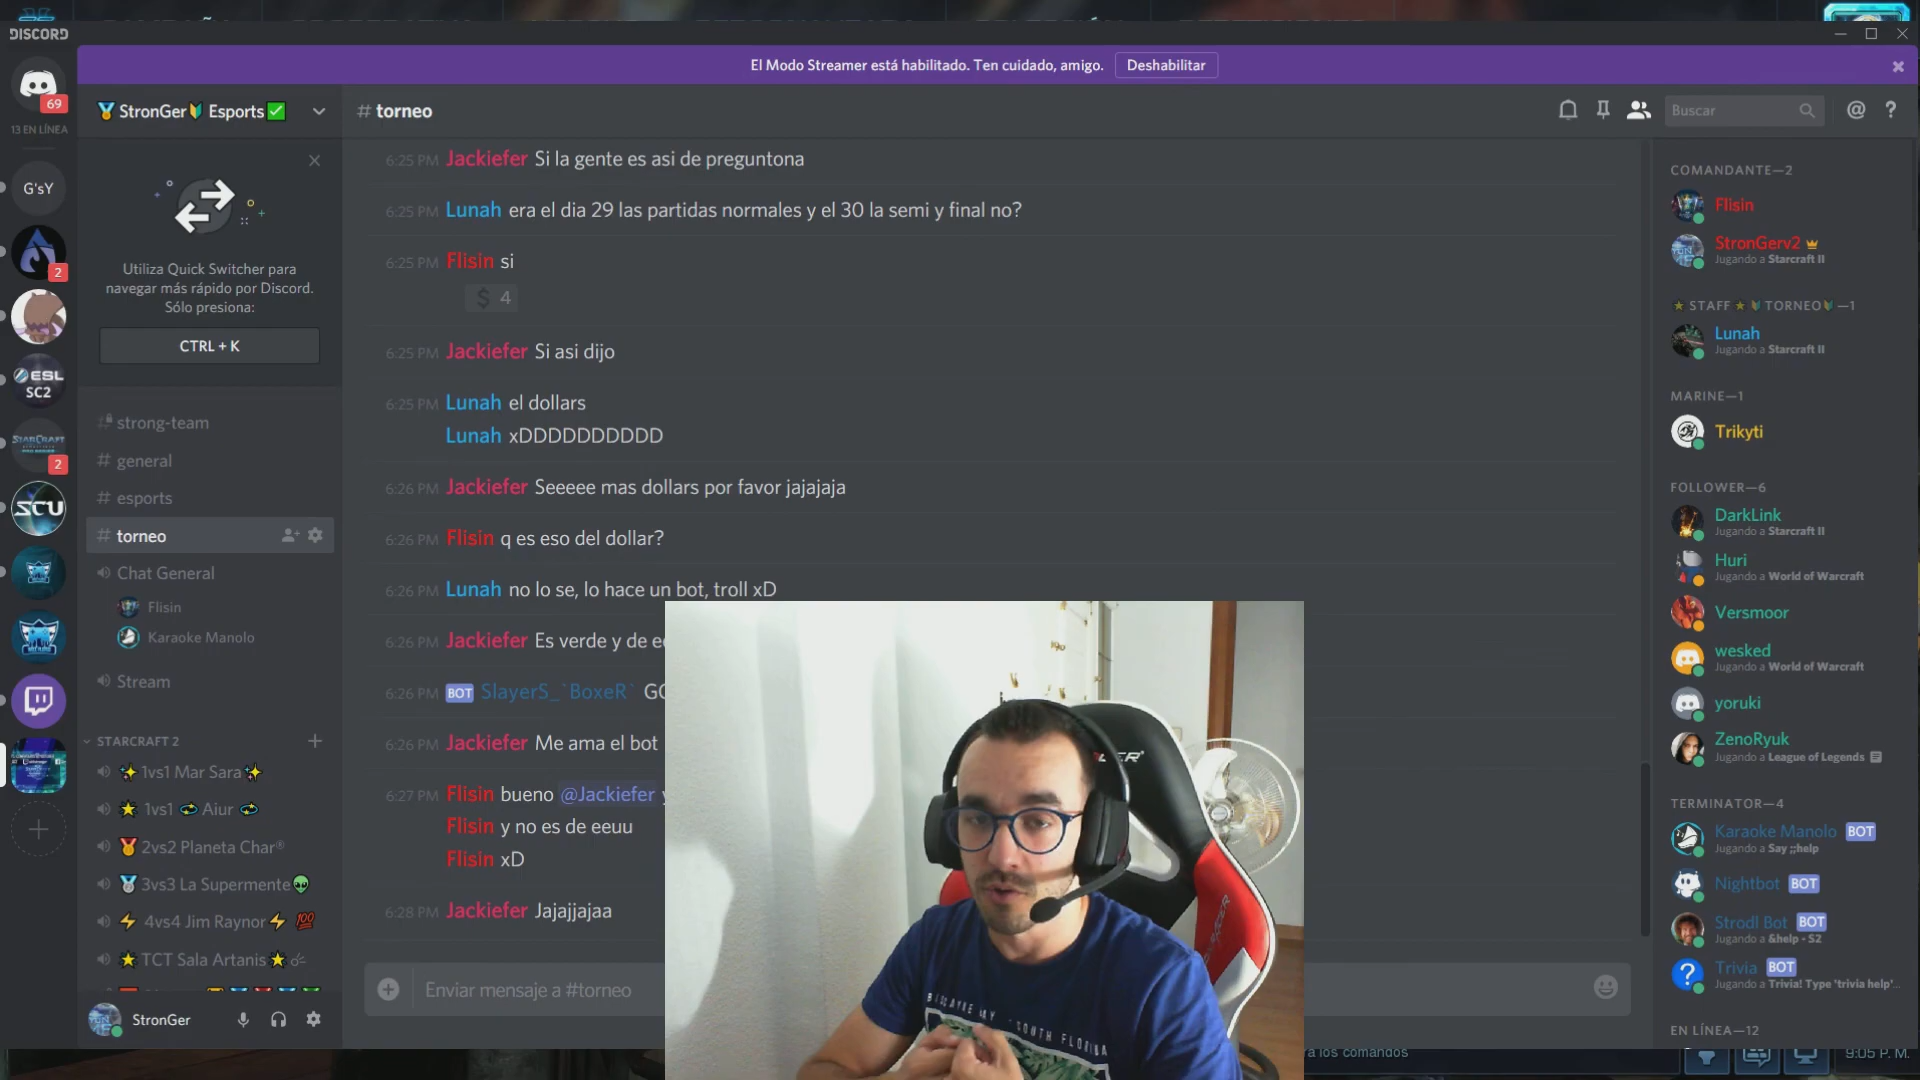 DISCORD
El Modo Streamer está habilitado. Ten cuidado, amigo.
Deshabilitar
69
13 EN LÍNEA
G'sY
2
ESL
SC2
STARCRAFT
2
SCU
StronGer Esports
Utiliza Quick Switcher para
navegar más rápido por Discord.
Sólo presiona:
CTRL + K
# strong-team
# general
# esports
# torneo
Chat General
Flisin
Karaoke Manolo
Stream
STARCRAFT 2
1vs1 Mar Sara
1vs1 Aiur
2vs2 Planeta Char®
3vs3 La Supermente
4vs4 Jim Raynor 100
TCT Sala Artanis
StronGer
# torneo
Buscar
6:25 PM Jackiefer Si la gente es asi de preguntona
6:25 PM Lunah era el dia 29 las partidas normales y el 30 la semi y final no?
6:25 PM Flisin si
$ 4
6:25 PM Jackiefer Si asi dijo
6:25 PM Lunah el dollars
Lunah xDDDDDDDDDD
6:26 PM Jackiefer Seeeee mas dollars por favor jajajaja
6:26 PM Flisin q es eso del dollar?
6:26 PM Lunah no lo se, lo hace un bot, troll xD
6:26 PM Jackiefer Es verde y de
6:26 PM BOT SlayerS_`BoxeR`
6:26 PM Jackiefer Me ama el bot
6:27 PM Flisin bueno @Jackiefer
Flisin y no es de eeuu
Flisin xD
6:28 PM Jackiefer Jajajjajaa
Enviar mensaje a #torneo
SOUTH FLORIDA
COMANDANTE—2
Flisin
StronGerv2
Jugando a Starcraft II
STAFF TORNEO —1
Lunah
Jugando a Starcraft II
MARINE—1
Trikyti
FOLLOWER—6
DarkLink
Jugando a Starcraft II
Huri
Jugando a World of Warcraft
Versmoor
wesked
Jugando a World of Warcraft
yoruki
ZenoRyuk
Jugando a League of Legends
TERMINATOR—4
Karaoke Manolo BOT
Jugando a Say ;;help
Nightbot BOT
Strodl Bot BOT
Jugando a &help - S2
Trivia BOT
Jugando a Trivia! Type 'trivia help'...
EN LÍNEA—12
los comandos
9:05 P. M.